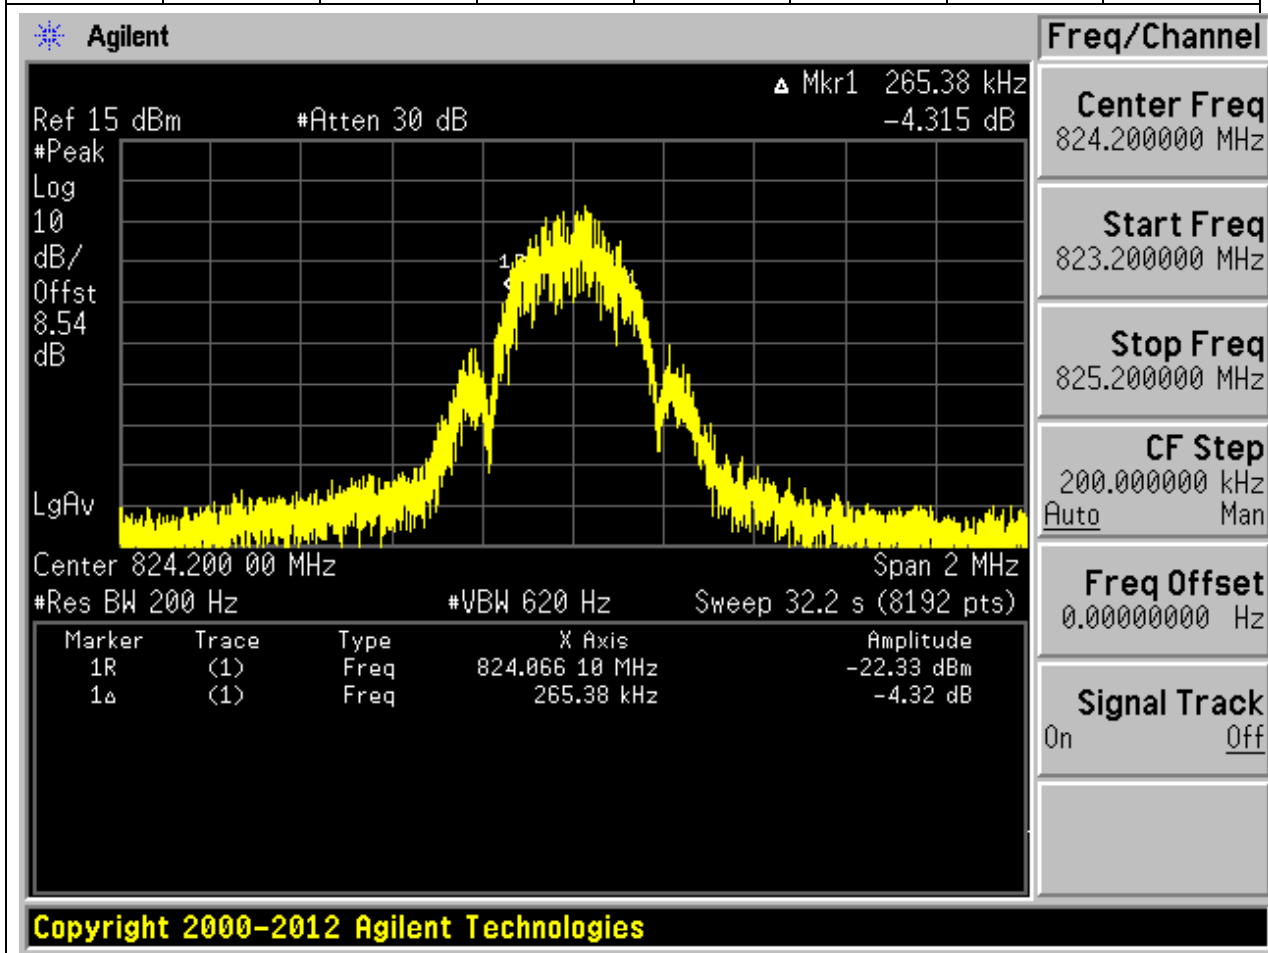 Agilent
Freq/Channel
Δ Mkr1 265.38 kHz
Ref 15 dBm #Atten 30 dB -4.315 dB
#Peak
Log
10
dB/
Offst
8.54
dB
1R
LgAv
Center 824.200 00 MHz Span 2 MHz
#Res BW 200 Hz #VBW 620 Hz Sweep 32.2 s (8192 pts)
Marker Trace Type X Axis Amplitude
1R (1) Freq 824.066 10 MHz -22.33 dBm
1Δ (1) Freq 265.38 kHz -4.32 dB
Center Freq
824.200000 MHz
Start Freq
823.200000 MHz
Stop Freq
825.200000 MHz
CF Step
200.000000 kHz
Auto Man
Freq Offset
0.00000000 Hz
Signal Track
On Off
Copyright 2000-2012 Agilent Technologies